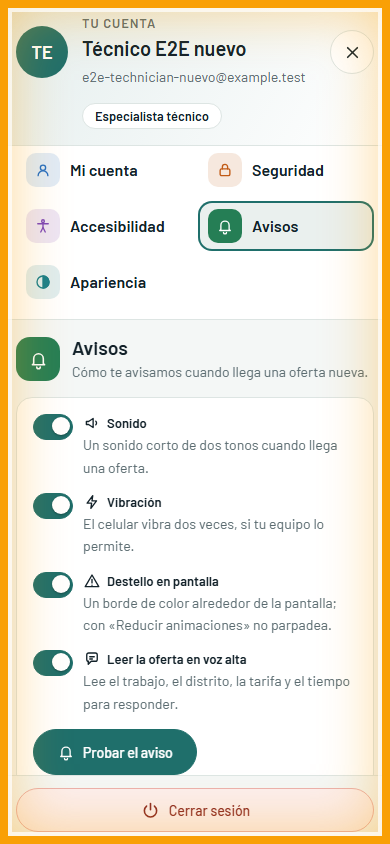 TU CUENTA
TE
Técnico E2E nuevo
e2e-technician-nuevo@example.test
Especialista técnico
Mi cuenta
Seguridad
Accesibilidad
Avisos
Apariencia
Avisos
Cómo te avisamos cuando llega una oferta nueva.
Sonido
Un sonido corto de dos tonos cuando llega
una oferta.
Vibración
El celular vibra dos veces, si tu equipo lo
permite.
Destello en pantalla
Un borde de color alrededor de la pantalla;
con «Reducir animaciones» no parpadea.
Leer la oferta en voz alta
Lee el trabajo, el distrito, la tarifa y el tiempo
para responder.
Probar el aviso
Cerrar sesión